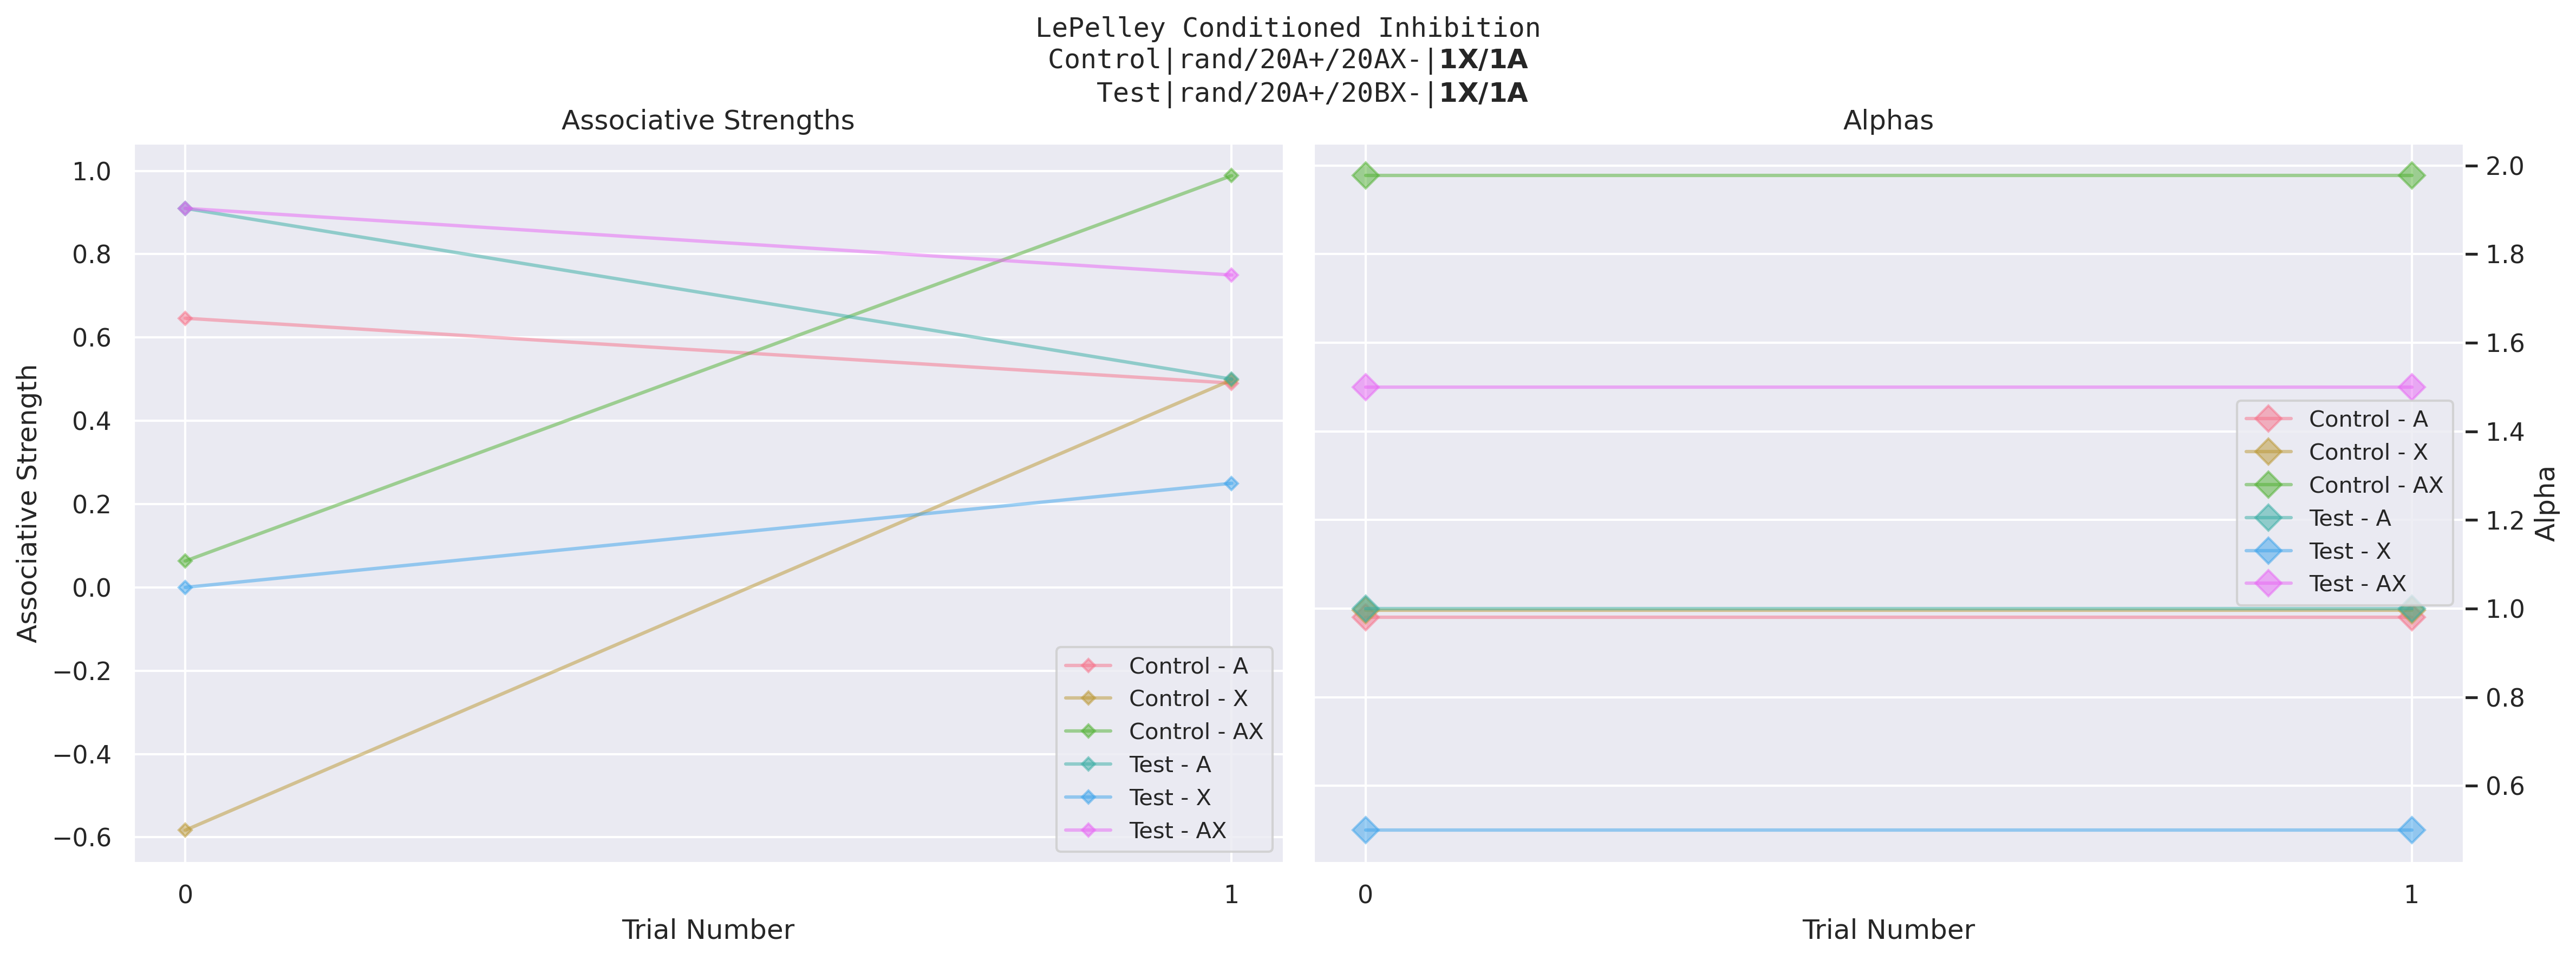 LePelley Conditioned Inhibition
Control|rand/20A+/20AX-|1X/1A
Test|rand/20A+/20BX-|1X/1A
Associative Strengths
Associative Strength
1.0
0.8
0.6
0.4
0.2
0.0
−0.2
−0.4
−0.6
Control - A
Control - X
Control - AX
Test - A
Test - X
Test - AX
0
1
Trial Number
Alphas
2.0
1.8
1.6
1.4
1.2
1.0
0.8
0.6
Alpha
Control - A
Control - X
Control - AX
Test - A
Test - X
Test - AX
0
1
Trial Number